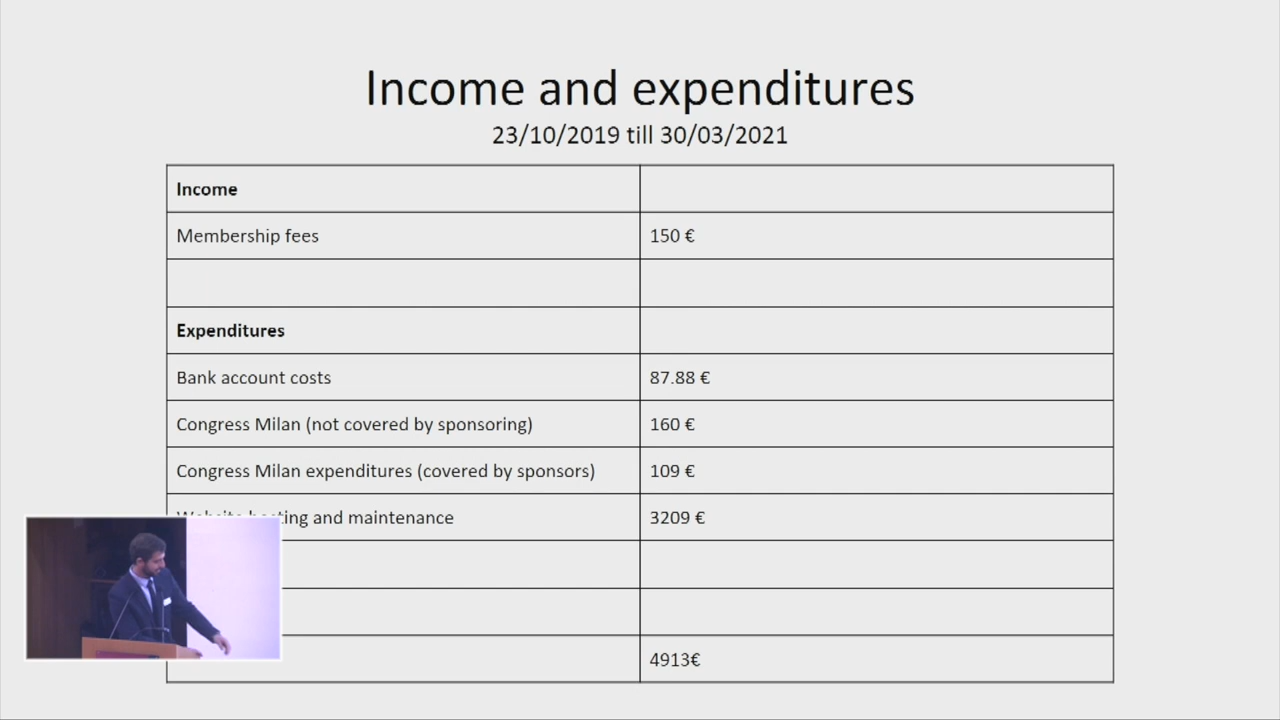 Income and expenditures
23/10/2019 till 30/03/2021
Income
Membership fees 150 €
Expenditures
Bank account costs 87.88 €
Congress Milan (not covered by sponsoring) 160 €
Congress Milan expenditures (covered by sponsors) 109 €
Website hosting and maintenance 3209 €
4913€